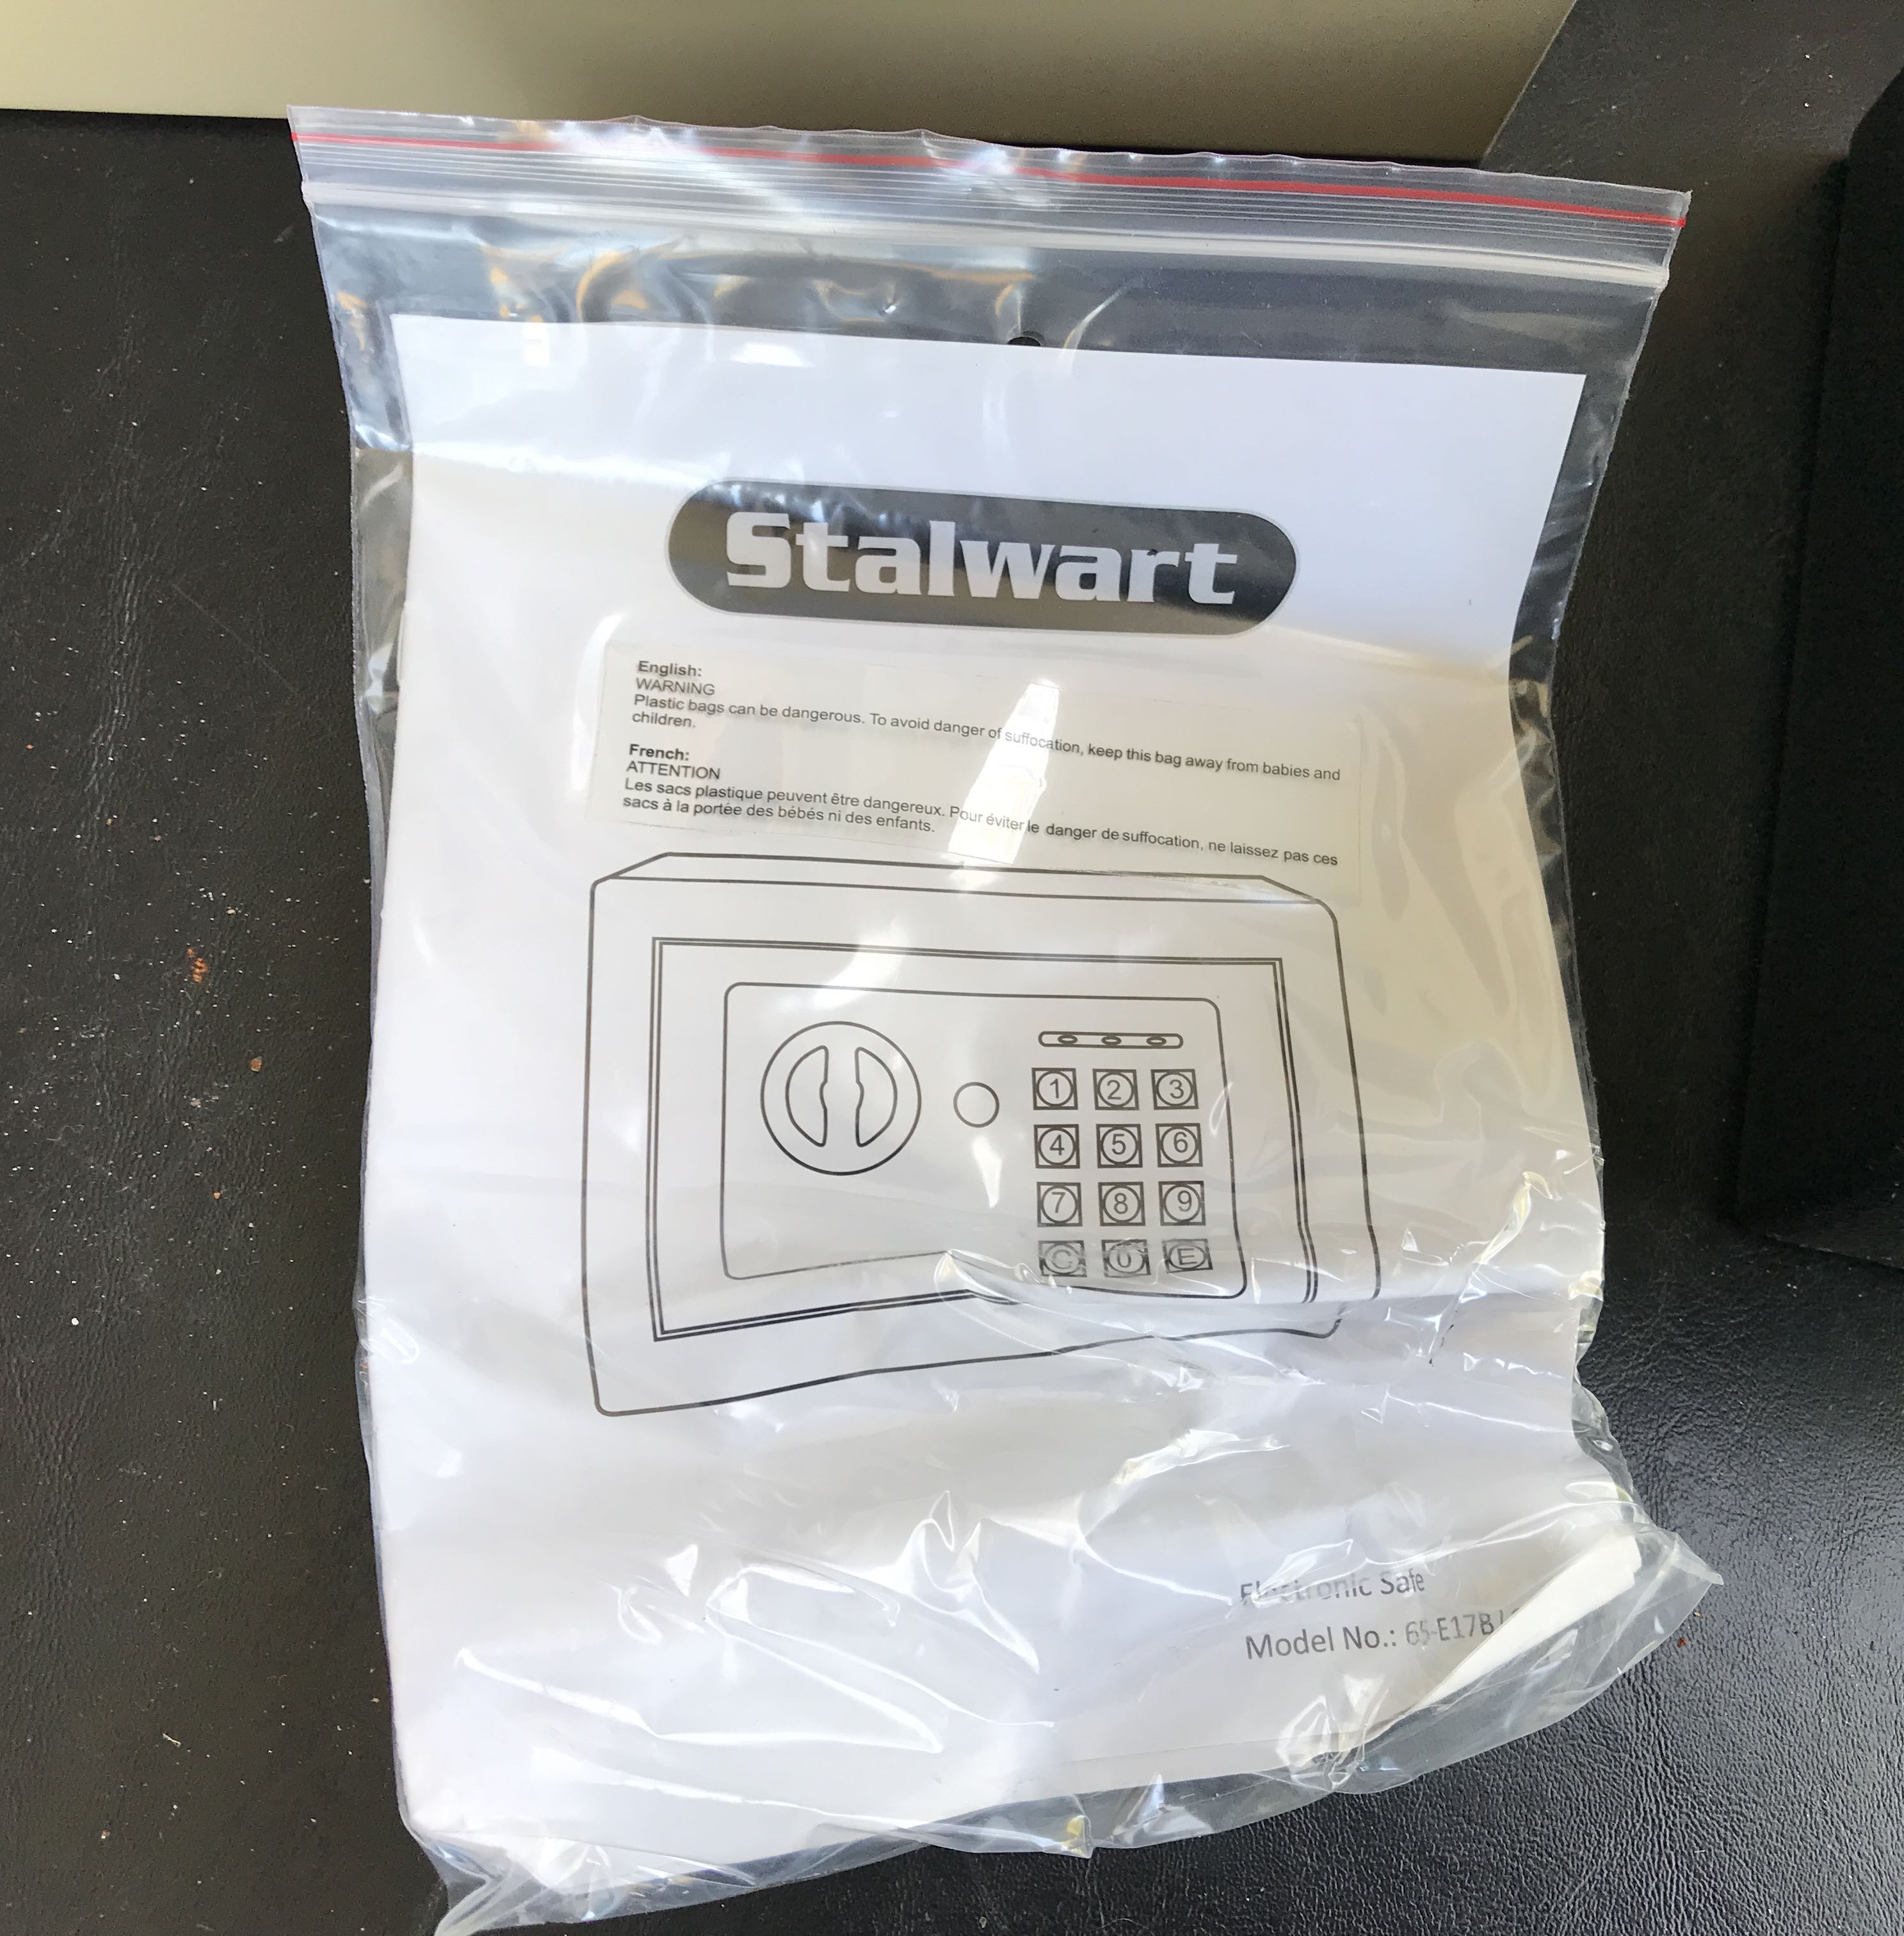 Stalwart
English:
WARNING
Plastic bags can be dangerous. To avoid danger of suffocation, keep this bag away from babies and
children.
French:
ATTENTION
Les sacs plastique peuvent être dangereux. Pour éviter le danger de suffocation, ne laissez pas ces
sacs à la portée des bébés ni des enfants.
1 2 3
4 5 6
7 8 9
C 0 E
Electronic Safe
Model No.: 65-E17B